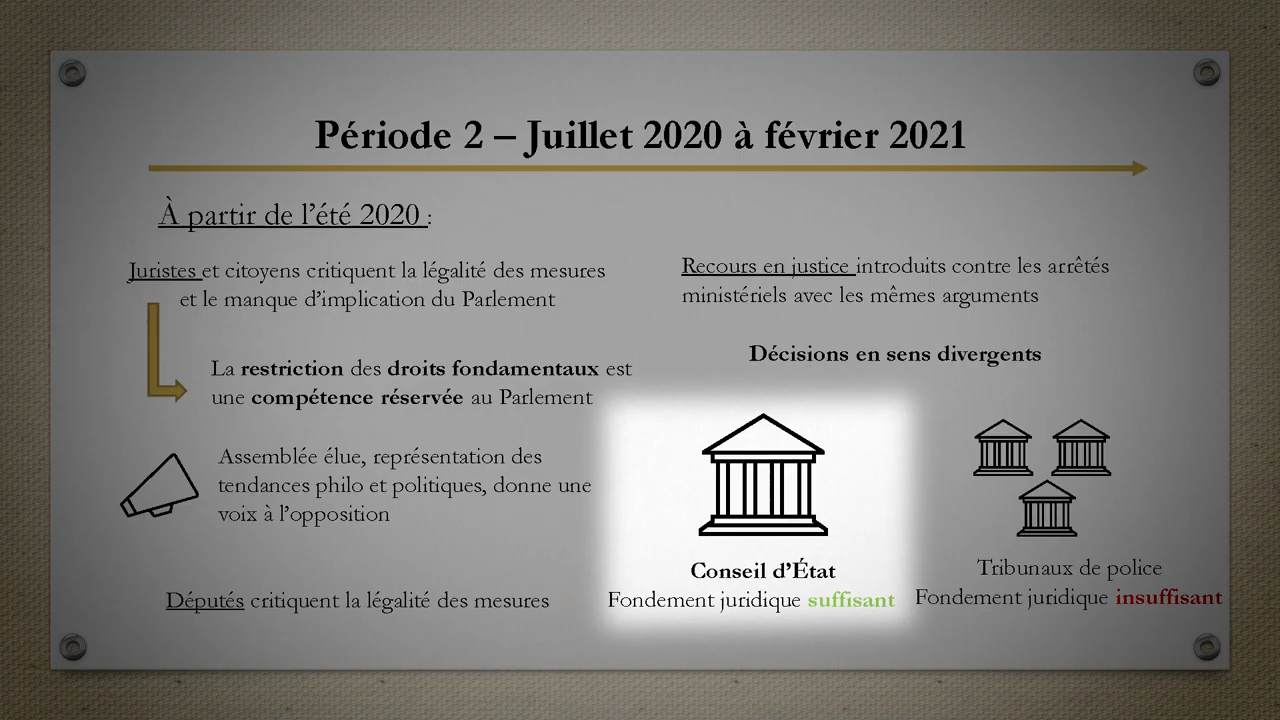 Période 2 – Juillet 2020 à février 2021
À partir de l'été 2020 :
Juristes et citoyens critiquent la légalité des mesures
et le manque d'implication du Parlement
La restriction des droits fondamentaux est
une compétence réservée au Parlement
Assemblée élue, représentation des
tendances philo et politiques, donne une
voix à l'opposition
Députés critiquent la légalité des mesures
Recours en justice introduits contre les arrêtés
ministériels avec les mêmes arguments
Décisions en sens divergents
Conseil d'État
Fondement juridique suffisant
Tribunaux de police
Fondement juridique insuffisant